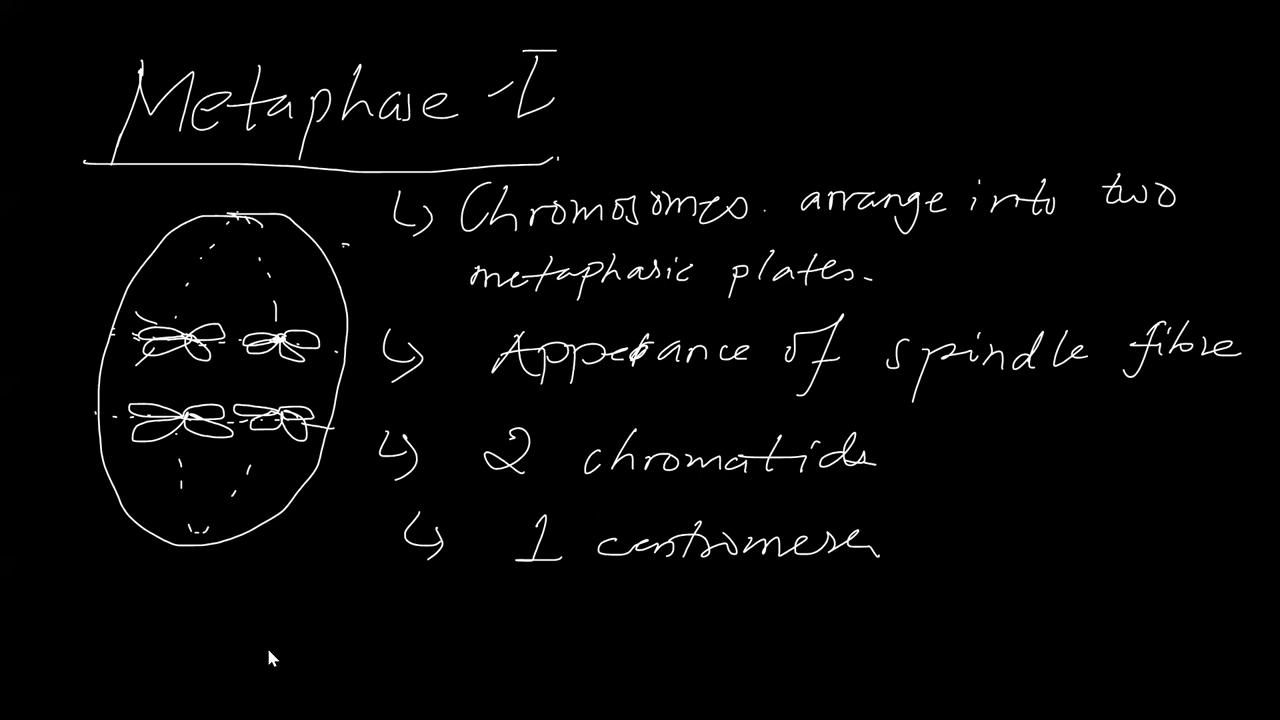 Metaphase I
↳ Chromosomes. arrange into two
metaphasic plates.
↳ Appearance of spindle fibre
↳ 2 chromatids
↳ 1 centromere